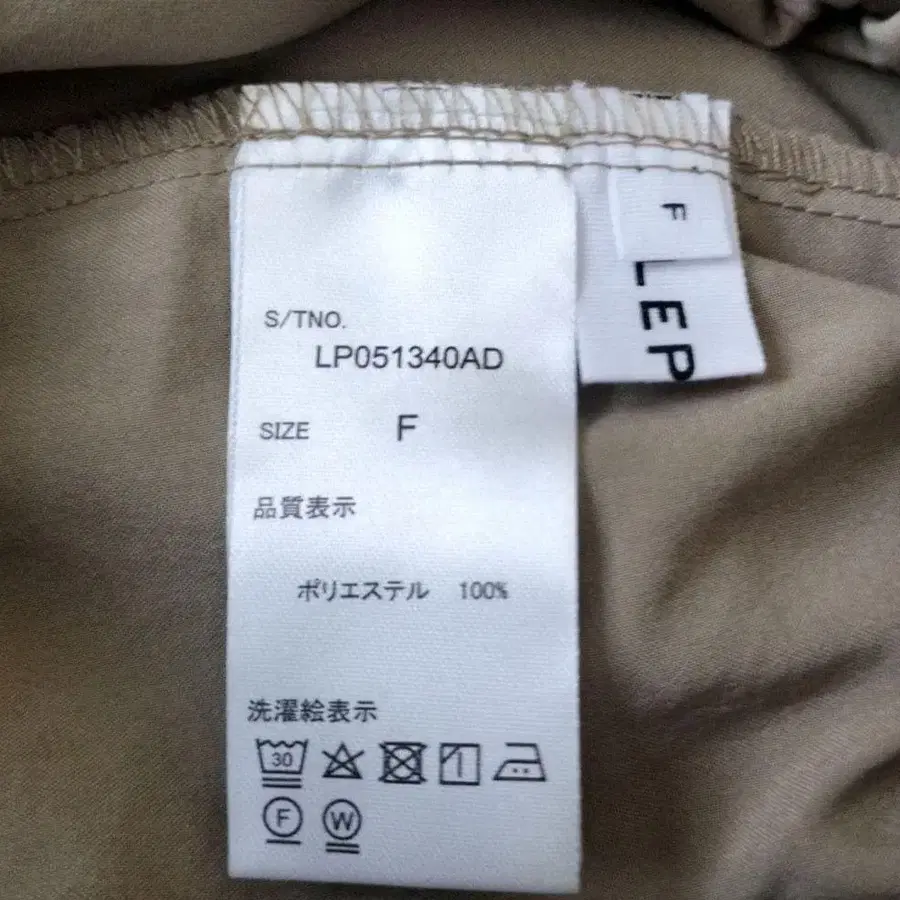 S/TNO.
LP051340AD
SIZE F
品質表示
ポリエステル 100%
洗濯絵表示
30
F
W
F
LEP